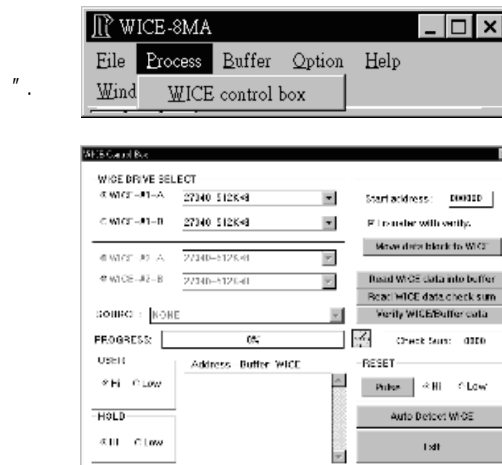 WICE-8MA
File Process Buffer Option Help
Wind WICE control box
" .
WICE Control Box
WICE DRIVE SELECT
WICE-#1-A 27040 512K*8
WICE-#1-B 27040 512K*8
WICE-#2-A 27040-512K*8
WICE-#2-B 27040-512K*8
SOURCE : NONE
PROGRESS: 0%
USER
Hi Low
HOLD
Hi Low
Address Buffer WICE
Start address: 000000
Transfer with verify.
Move data block to WICE
Read WICE data into buffer
Read WICE data check sum
Verify WICE/Buffer data
Check Sum: 0000
RESET
Pulse Hi Low
Auto Detect WICE
Exit